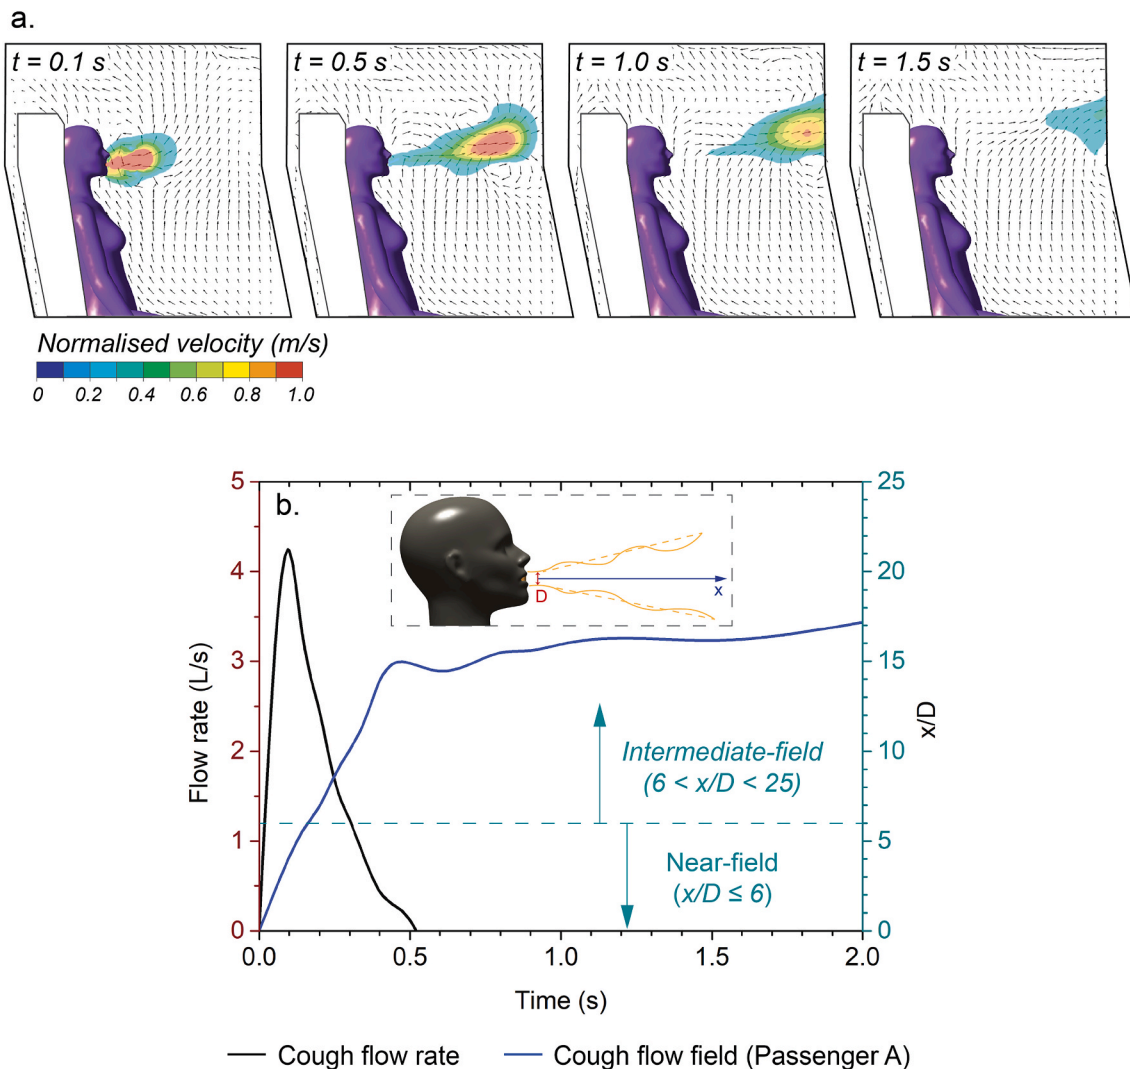 a.
t = 0.1 s
t = 0.5 s
t = 1.0 s
t = 1.5 s
Normalised velocity (m/s)
0 0.2 0.4 0.6 0.8 1.0
b.
Flow rate (L/s)
5
4
3
2
1
0
D
x
Intermediate-field
(6 < x/D < 25)
Near-field
(x/D ≤ 6)
25
20
15
10
5
0
x/D
0.0 0.5 1.0 1.5 2.0
Time (s)
Cough flow rate
Cough flow field (Passenger A)